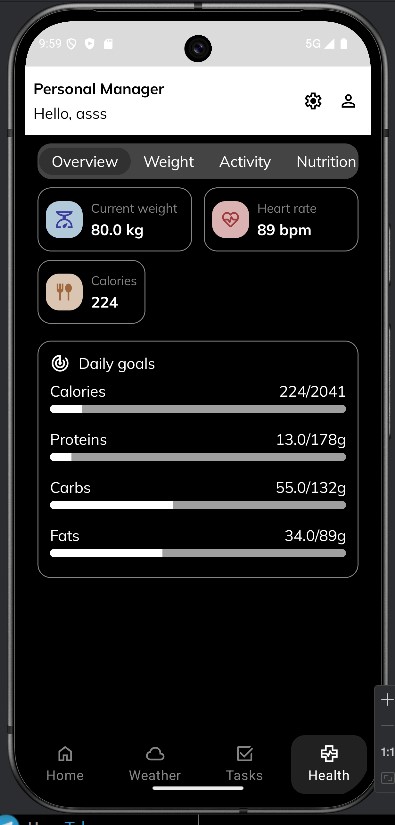 9:59 5G
Personal Manager
Hello, asss
Overview Weight Activity Nutrition
Current weight
80.0 kg
Heart rate
89 bpm
Calories
224
Daily goals
Calories 224/2041
Proteins 13.0/178g
Carbs 55.0/132g
Fats 34.0/89g
Home Weather Tasks Health
1:1